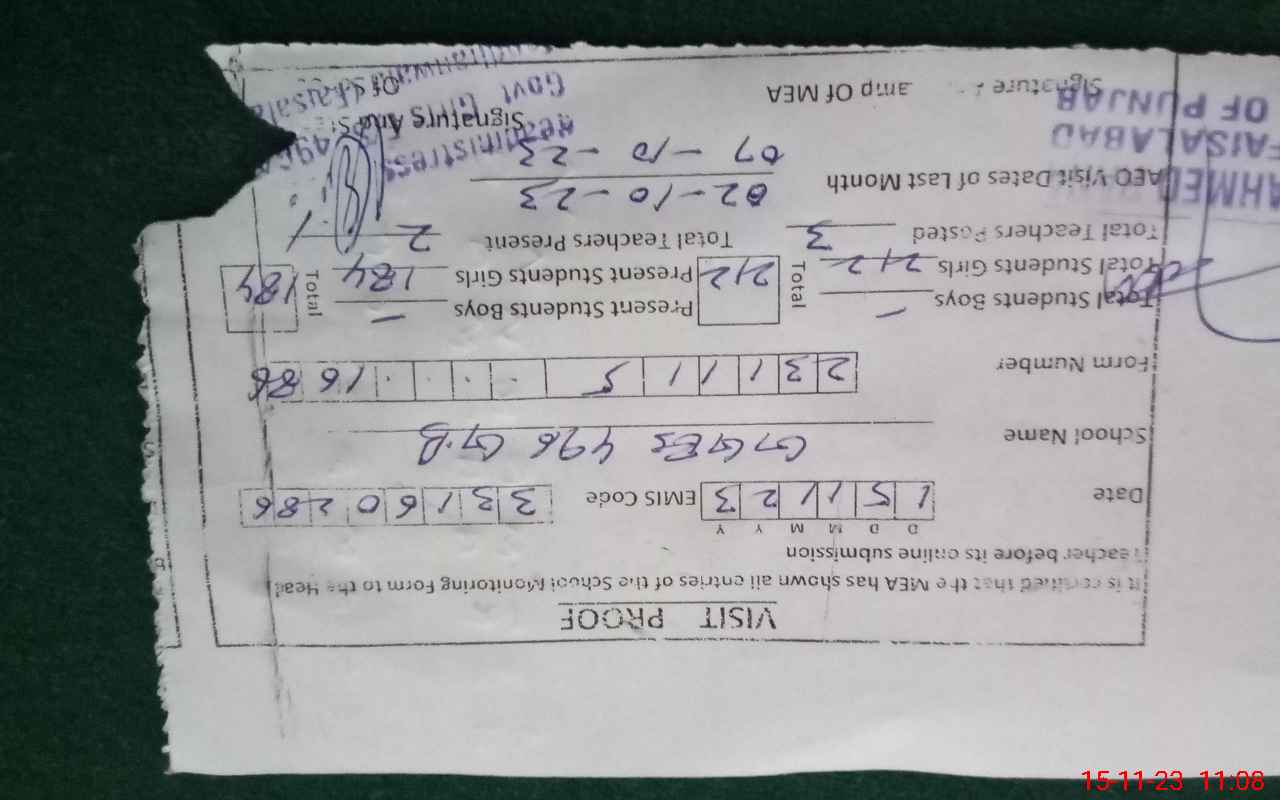 VISIT PROOF
It is certified that the MEA has shown all entries of the School Monitoring Form to the Head
Teacher before its online submission
D D M M Y Y
Date 1 5 1 1 2 3 EMIS Code 3 3 1 6 0 2 8 6
School Name GGES 496 G.B
Form Number 2 3 1 1 1 5 . . . . 1 6 86
Total Students Boys - Total 212 Present Students Boys - Total 184
Total Students Girls 212 Present Students Girls 184
Total Teachers Posted 3 Total Teachers Present 2
AEO Visit Dates of Last Month 02-10-23
07-10-23
Signature amp Of MEA Signature And
AHMED
FAISALABAD
OF PUNJAB
Govt Girls
15-11-23 11:08